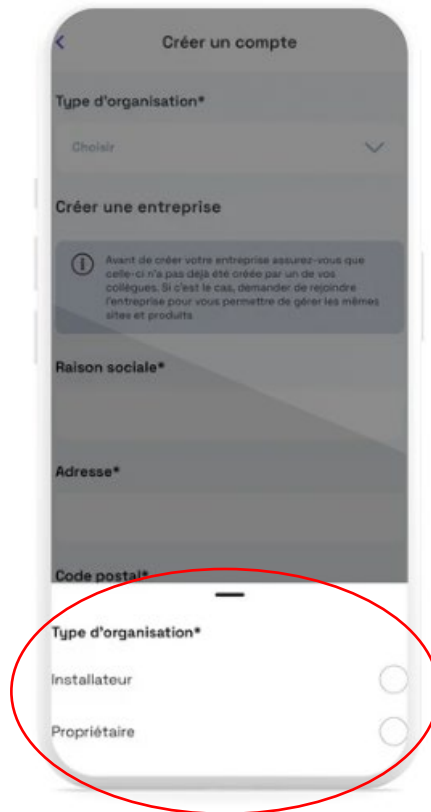 Créer un compte
Type d'organisation*
Choisir
Créer une entreprise
Avant de créer votre entreprise assurez-vous que
celle-ci n'a pas déjà été créée par un de vos
collègues. Si c'est le cas, demander de rejoindre
l'entreprise pour vous permettre de gérer les mêmes
sites et produits
Raison sociale*
Adresse*
Code postal*
Type d'organisation*
Installateur
Propriétaire